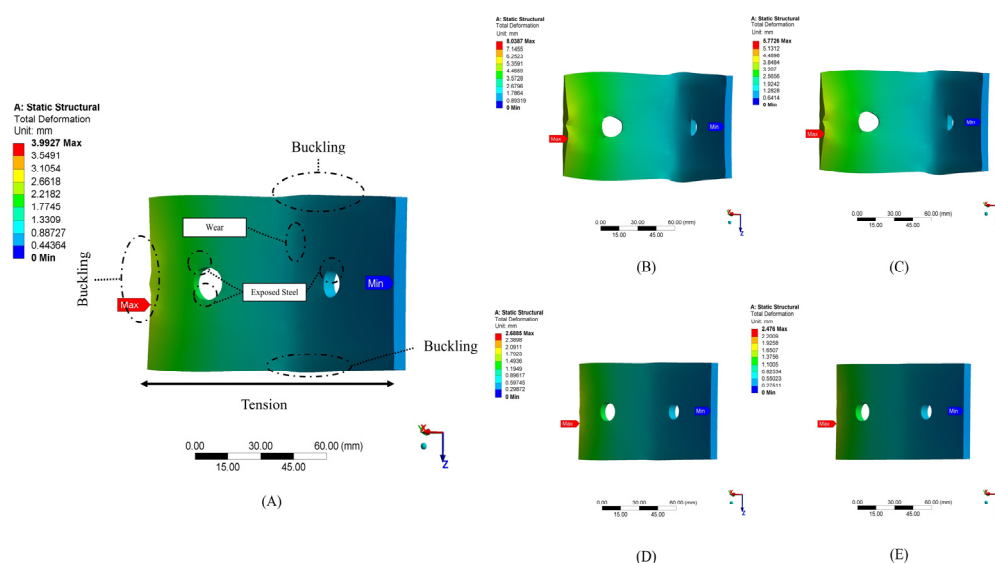 A: Static Structural
Total Deformation
Unit: mm
3.9927 Max
3.5491
3.1054
2.6618
2.2182
1.7745
1.3309
0.88727
0.44364
0 Min
Buckling
Wear
Exposed Steel
Buckling
Max
Min
Buckling
Tension
0.00 30.00 60.00 (mm)
15.00 45.00
Z
(A)
A: Static Structural
Total Deformation
Unit: mm
8.0387 Max
7.1455
6.2523
5.3591
4.4659
3.5728
2.6796
1.7864
0.89319
0 Min
Max
Min
0.00 30.00 60.00 (mm)
15.00 45.00
Z
(B)
A: Static Structural
Total Deformation
Unit: mm
5.7726 Max
5.1312
4.4898
3.8484
3.207
2.5656
1.9242
1.2828
0.6414
0 Min
Max
Min
0.00 30.00 60.00 (mm)
15.00 45.00
Z
(C)
A: Static Structural
Total Deformation
Unit: mm
2.6885 Max
2.3898
2.0911
1.7923
1.4936
1.1949
0.89617
0.59745
0.29872
0 Min
Max
Min
0.00 30.00 60.00 (mm)
15.00 45.00
Z
(D)
A: Static Structural
Total Deformation
Unit: mm
2.476 Max
2.2009
1.9258
1.6507
1.3756
1.1005
0.82534
0.55023
0.27511
0 Min
Max
Min
0.00 30.00 60.00 (mm)
15.00 45.00
Z
(E)